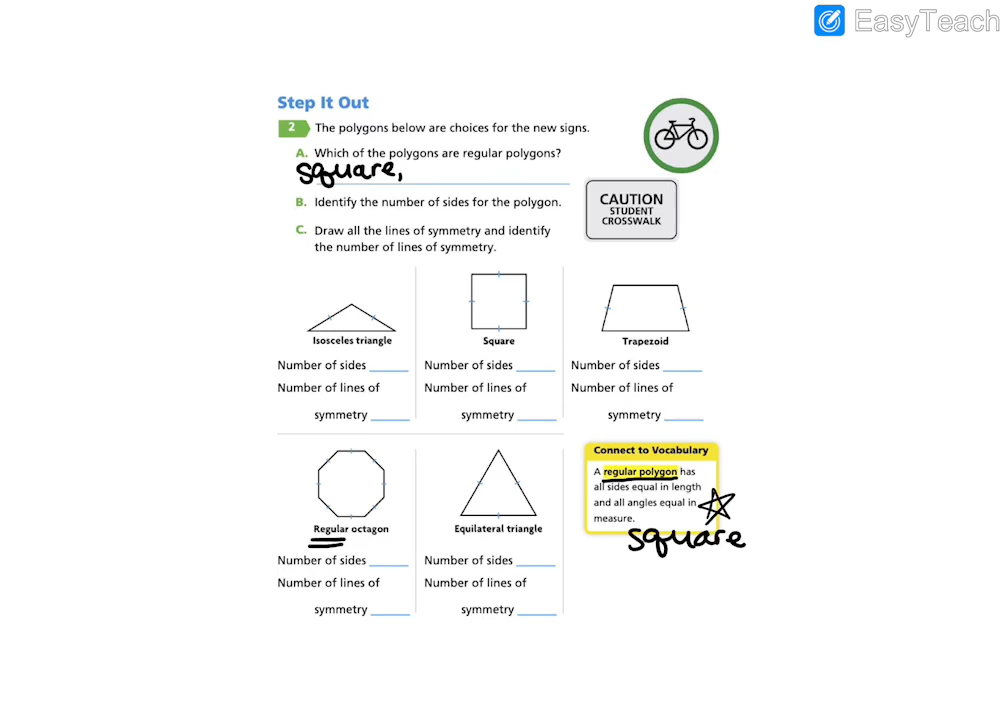 EasyTeach
Step It Out
2 The polygons below are choices for the new signs.
A. Which of the polygons are regular polygons?
square,
B. Identify the number of sides for the polygon.
C. Draw all the lines of symmetry and identify
the number of lines of symmetry.
CAUTION
STUDENT
CROSSWALK
Isosceles triangle
Number of sides
Number of lines of
symmetry
Square
Number of sides
Number of lines of
symmetry
Trapezoid
Number of sides
Number of lines of
symmetry
Regular octagon
Number of sides
Number of lines of
symmetry
Equilateral triangle
Number of sides
Number of lines of
symmetry
Connect to Vocabulary
A regular polygon has
all sides equal in length
and all angles equal in
measure.
square